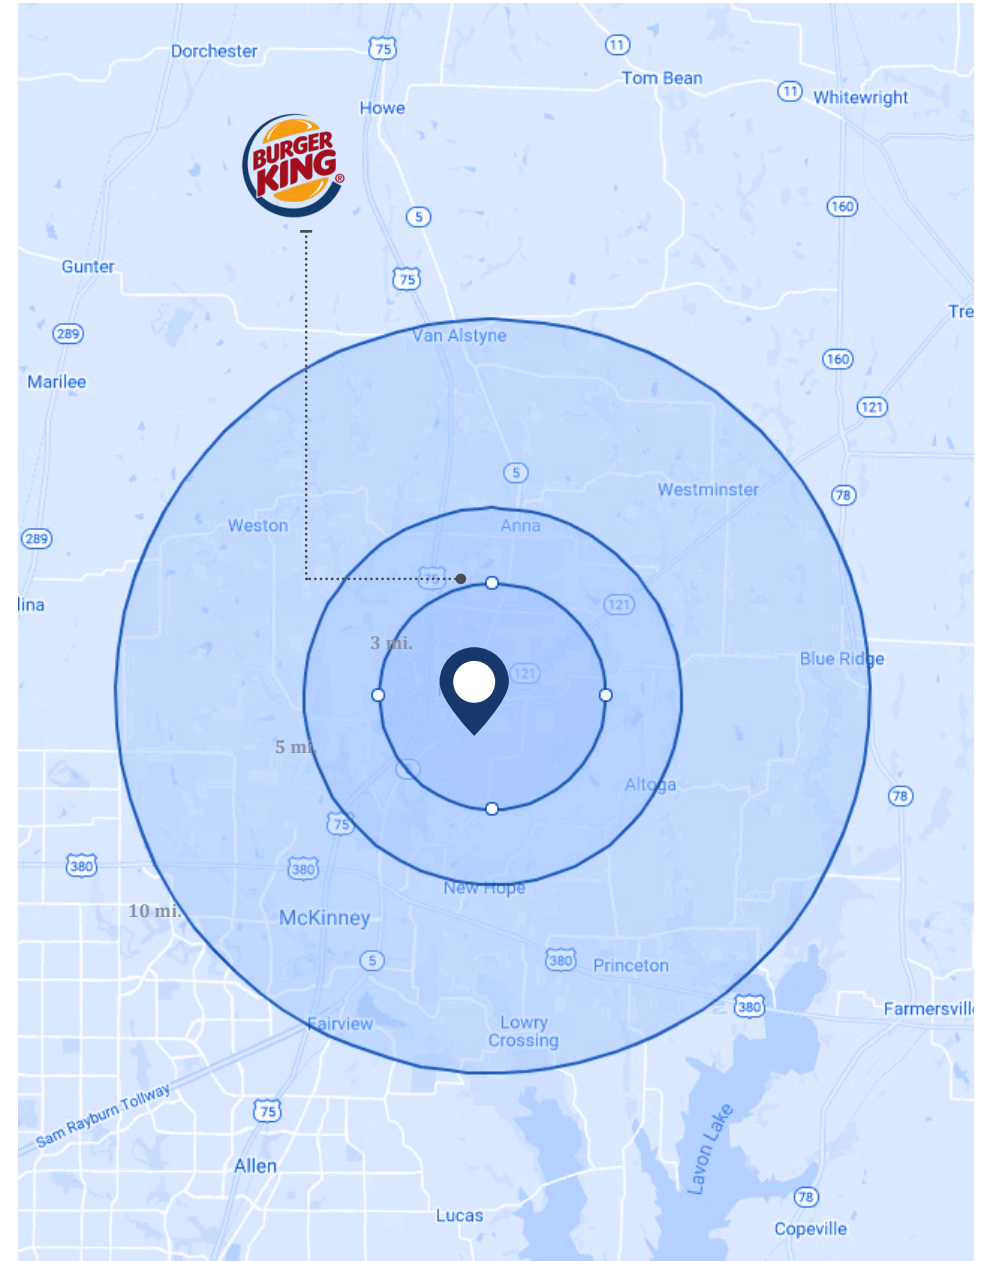 Dorchester
75
11
Tom Bean
11
Whitewright
Howe
BURGER
KING®
160
5
Gunter
75
289
Van Alstyne
Tre
160
Marilee
121
5
Westminster
78
Weston
Anna
289
75
121
lina
3 mi.
Blue Ridge
121
5 mi.
Altoga
78
75
380
380
New Hope
10 mi.
McKinney
5
380
Princeton
380
Farmersville
Fairview
Lowry
Crossing
Sam Rayburn Tollway
75
Lavon Lake
Allen
78
Lucas
Copeville